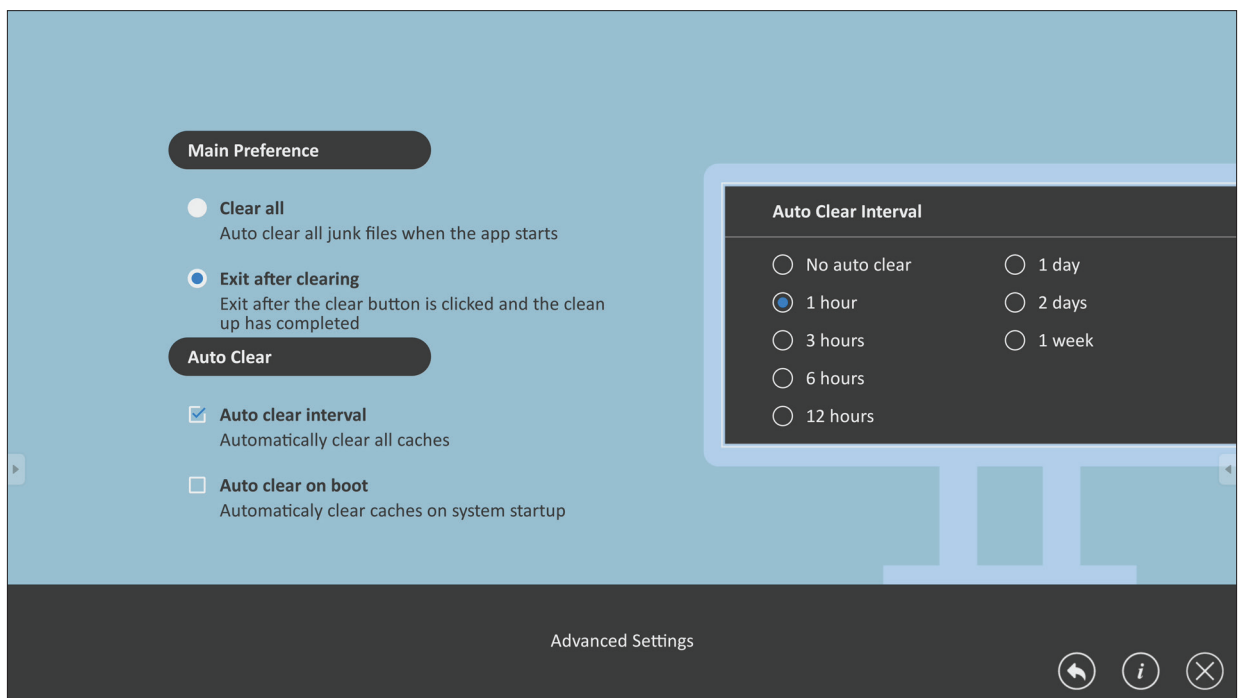 Main Preference
Clear all
Auto clear all junk files when the app starts
Exit after clearing
Exit after the clear button is clicked and the clean
up has completed
Auto Clear
Auto clear interval
Automatically clear all caches
Auto clear on boot
Automaticaly clear caches on system startup
Auto Clear Interval
No auto clear
1 hour
3 hours
6 hours
12 hours
1 day
2 days
1 week
Advanced Settings
i